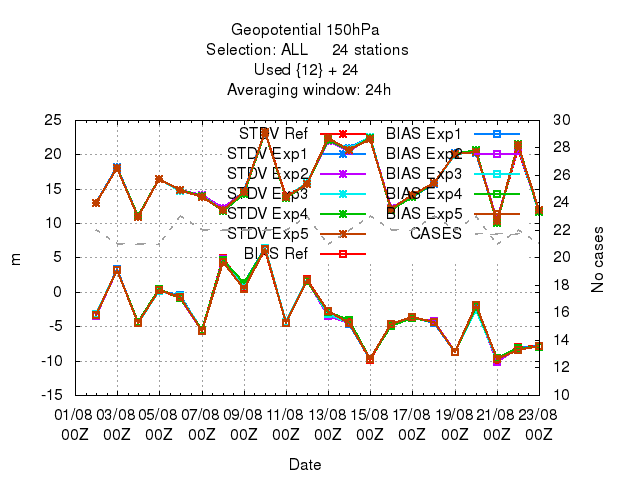 Geopotential 150hPa
Selection: ALL 24 stations
Used {12} + 24
Averaging window: 24h
STDV Ref
STDV Exp1
STDV Exp2
STDV Exp3
STDV Exp4
STDV Exp5
BIAS Ref
BIAS Exp1
BIAS Exp2
BIAS Exp3
BIAS Exp4
BIAS Exp5
CASES
25
20
15
10
5
0
-5
-10
-15
m
30
28
26
24
22
20
18
16
14
12
10
No cases
01/08 03/08 05/08 07/08 09/08 11/08 13/08 15/08 17/08 19/08 21/08 23/08
00Z 00Z 00Z 00Z 00Z 00Z 00Z 00Z 00Z 00Z 00Z 00Z
Date